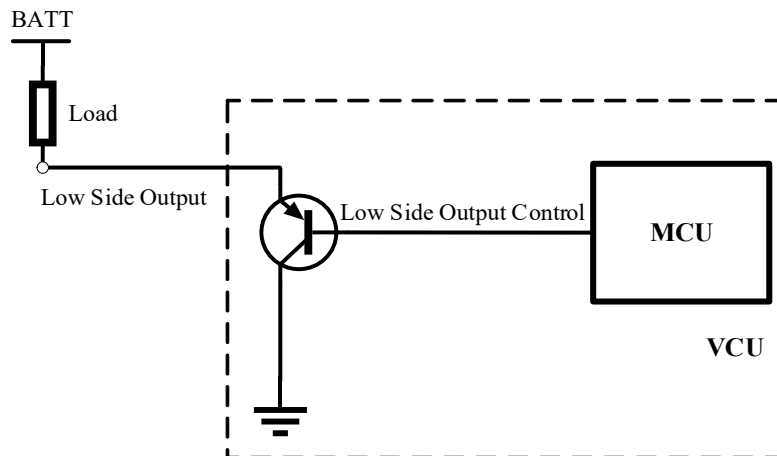 BATT
Load
Low Side Output
Low Side Output Control
MCU
VCU